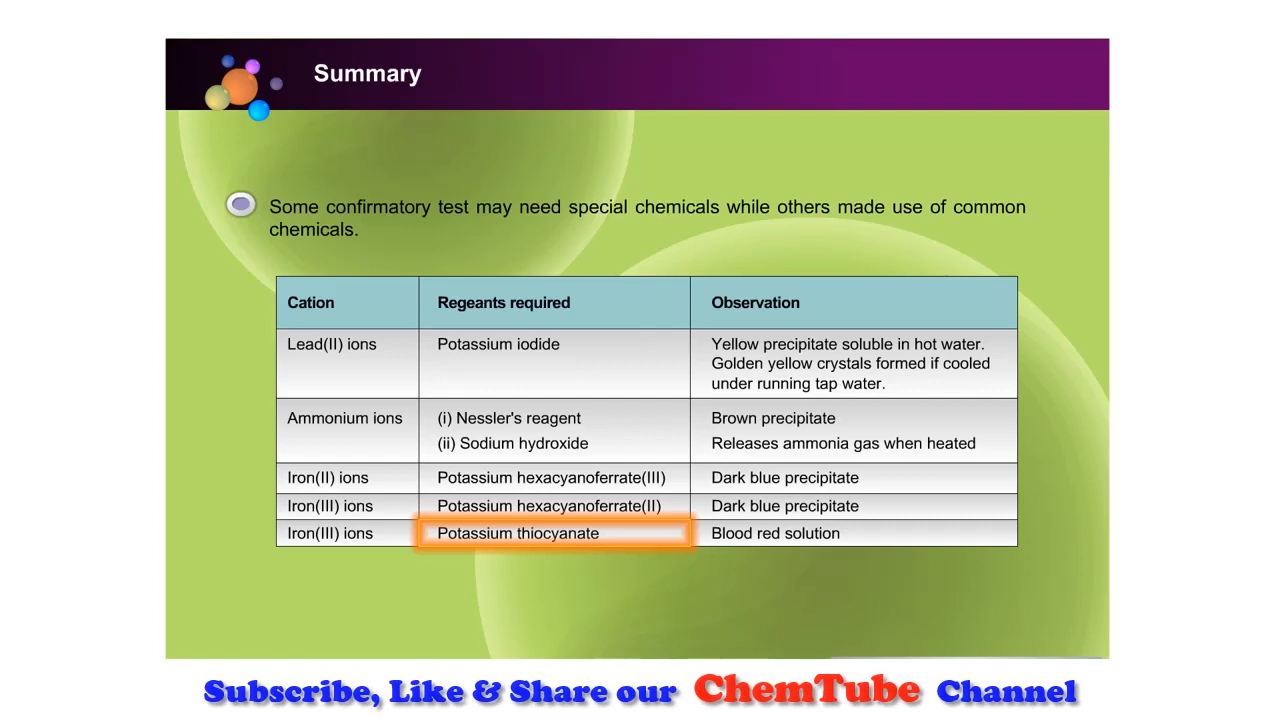 Summary
Some confirmatory test may need special chemicals while others made use of common
chemicals.
Cation Regeants required Observation
Lead(II) ions Potassium iodide Yellow precipitate soluble in hot water.
Golden yellow crystals formed if cooled
under running tap water.
Ammonium ions (i) Nessler's reagent Brown precipitate
(ii) Sodium hydroxide Releases ammonia gas when heated
Iron(II) ions Potassium hexacyanoferrate(III) Dark blue precipitate
Iron(III) ions Potassium hexacyanoferrate(II) Dark blue precipitate
Iron(III) ions Potassium thiocyanate Blood red solution
Subscribe, Like & Share our ChemTube Channel